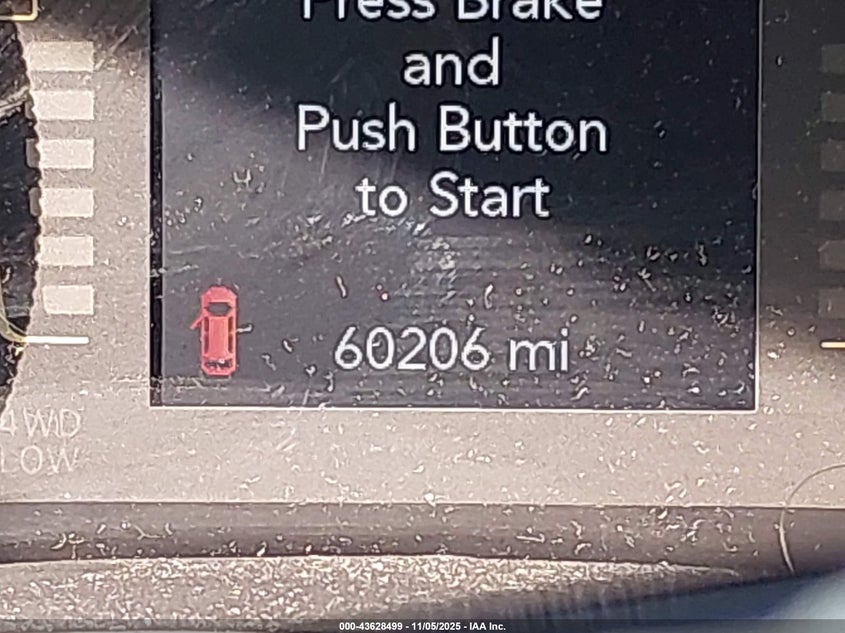 Press Brake
and
Push Button
to Start
60206 mi
4WD
LOW
000-43628499 - 11/05/2025 - IAA Inc.